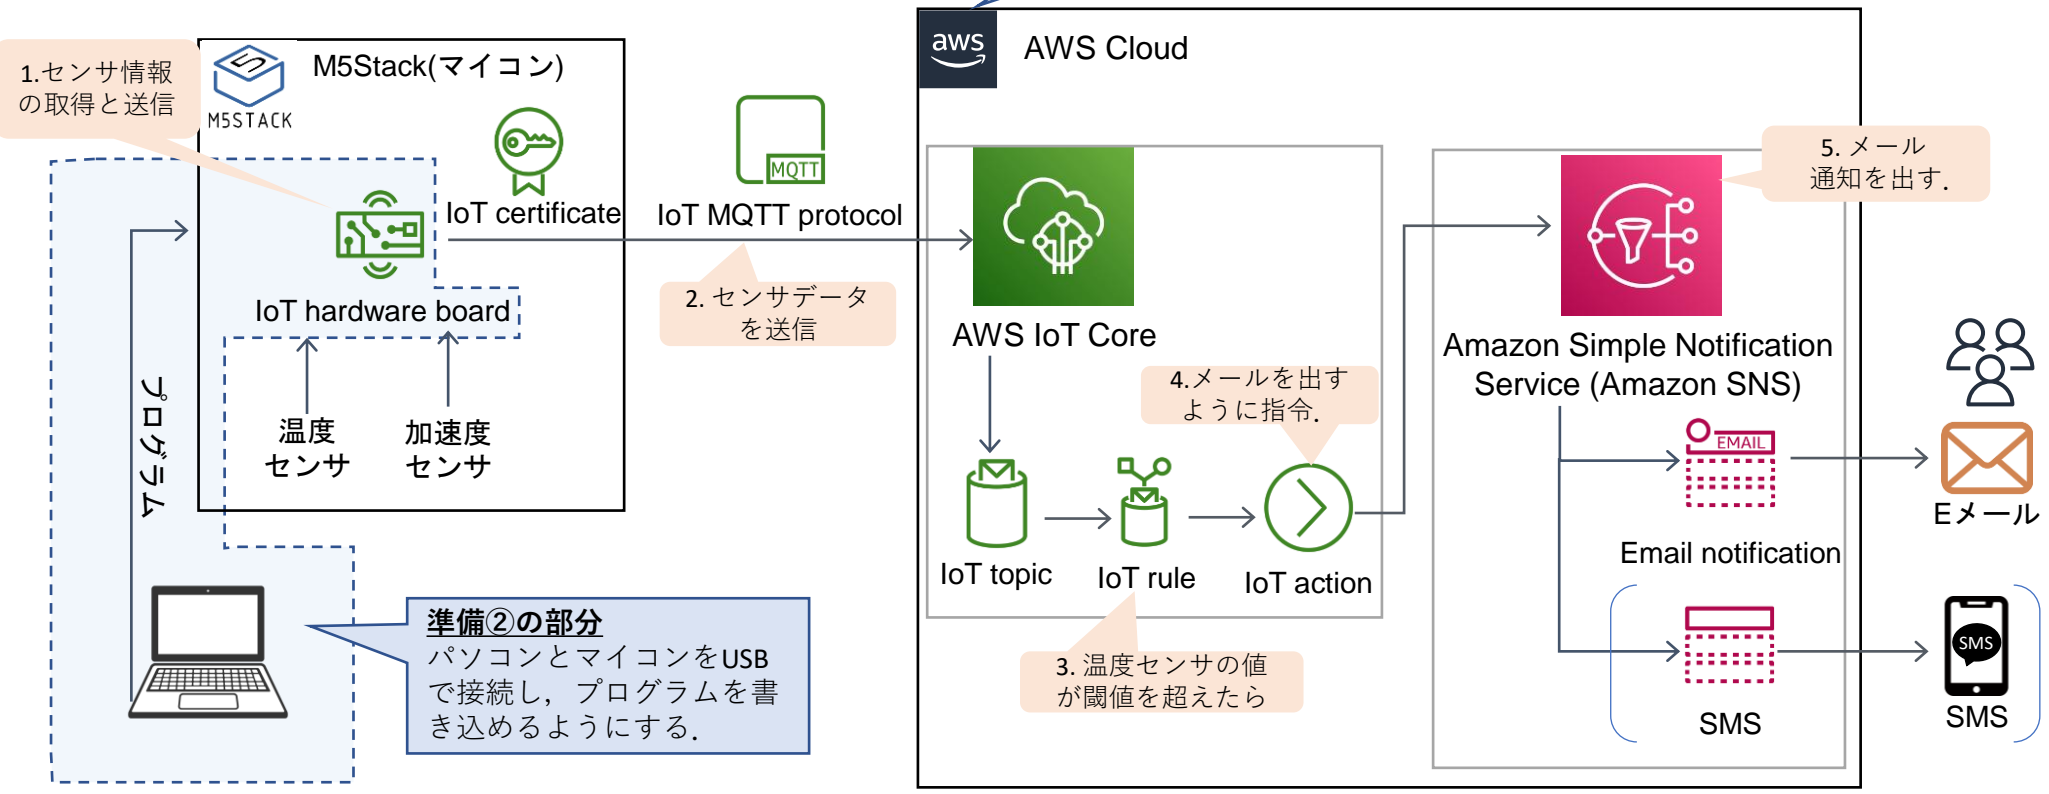 1.センサ情報
の取得と送信
M5STACK
M5Stack(マイコン)
IoT certificate
IoT hardware board
温度
センサ
加速度
センサ
プログラム
準備②の部分
パソコンとマイコンをUSB
で接続し，プログラムを書
き込めるようにする．
MQTT
IoT MQTT protocol
2. センサデータ
を送信
aws
AWS Cloud
AWS IoT Core
4.メールを出す
ように指令．
IoT topic
IoT rule
IoT action
3. 温度センサの値
が閾値を超えたら
5. メール
通知を出す．
Amazon Simple Notification
Service (Amazon SNS)
EMAIL
Email notification
SMS
Eメール
SMS
SMS